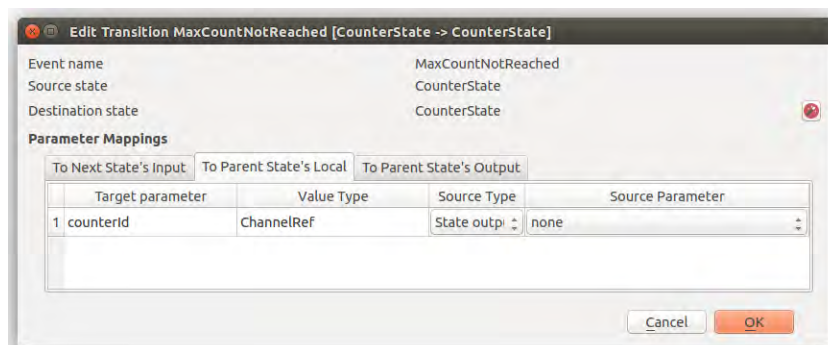 Edit Transition MaxCountNotReached [CounterState -> CounterState]
Event name MaxCountNotReached
Source state CounterState
Destination state CounterState
Parameter Mappings
To Next State's Input To Parent State's Local To Parent State's Output
Target parameter Value Type Source Type Source Parameter
1 counterId ChannelRef State outp none
Cancel OK